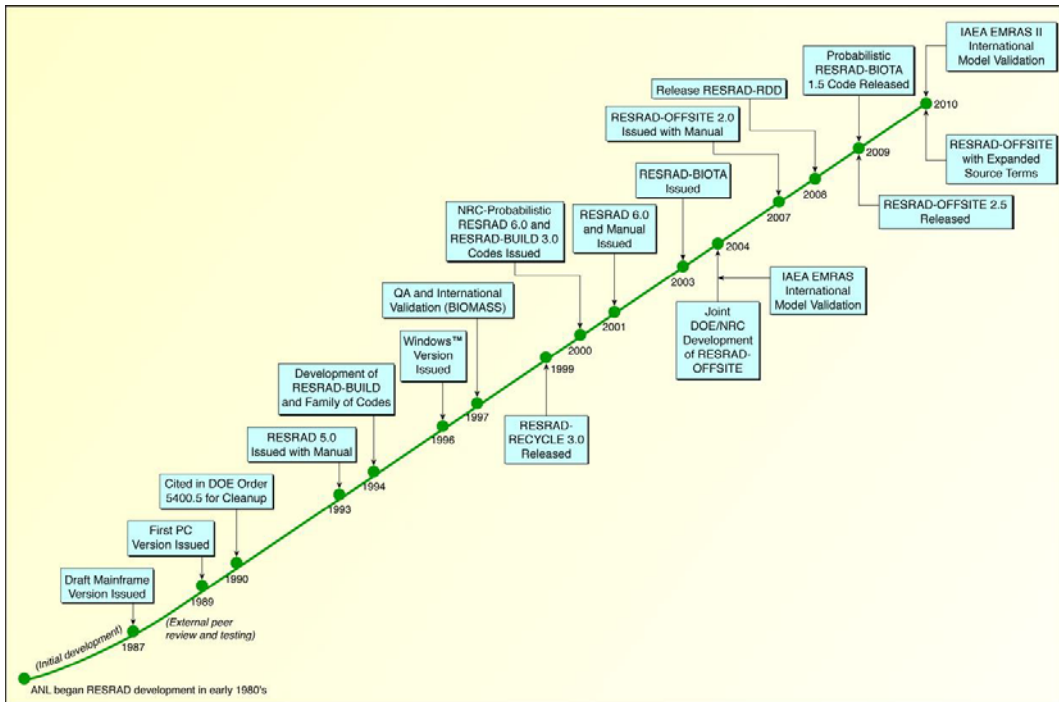 ANL began RESRAD development in early 1980's
(Initial development)
Draft Mainframe
Version Issued
1987
(External peer
review and testing)
First PC
Version Issued
1989
Cited in DOE Order
5400.5 for Cleanup
1990
RESRAD 5.0
Issued with Manual
1993
Development of
RESRAD-BUILD
and Family of Codes
1994
Windows™
Version
Issued
1996
QA and International
Validation (BIOMASS)
1997
RESRAD-
RECYCLE 3.0
Released
1999
NRC-Probabilistic
RESRAD 6.0 and
RESRAD-BUILD 3.0
Codes Issued
2000
RESRAD 6.0
and Manual
Issued
2001
RESRAD-BIOTA
Issued
2003
2004
Joint
DOE/NRC
Development
of RESRAD-
OFFSITE
IAEA EMRAS
International
Model Validation
RESRAD-OFFSITE 2.0
Issued with Manual
2007
Release RESRAD-RDD
2008
Probabilistic
RESRAD-BIOTA
1.5 Code Released
2009
RESRAD-OFFSITE 2.5
Released
IAEA EMRAS II
International
Model Validation
2010
RESRAD-OFFSITE
with Expanded
Source Terms